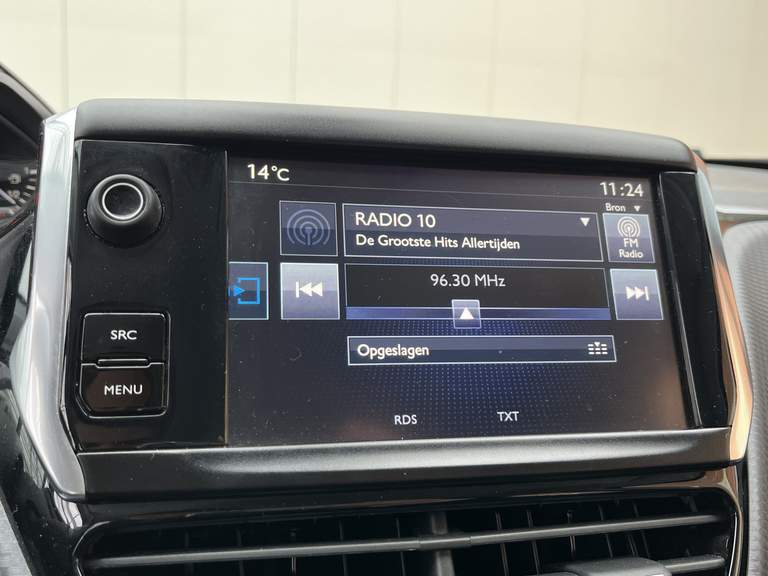 14°C
11:24
Bron
RADIO 10
De Grootste Hits Allertijden
FM
Radio
96.30 MHz
SRC
Opgeslagen
MENU
RDS
TXT